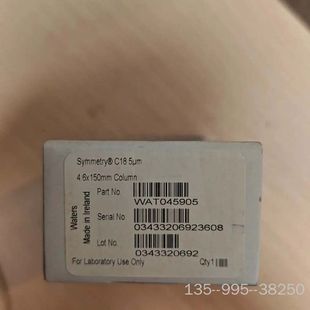 Symmetry® C18 5µm
4.6x150mm Column
Part No.
WAT045905
Serial No
03433206923608
Lot No.
0343320692
For Laboratory Use Only
Qty 1
Waters
Made in Ireland
135--995--38250